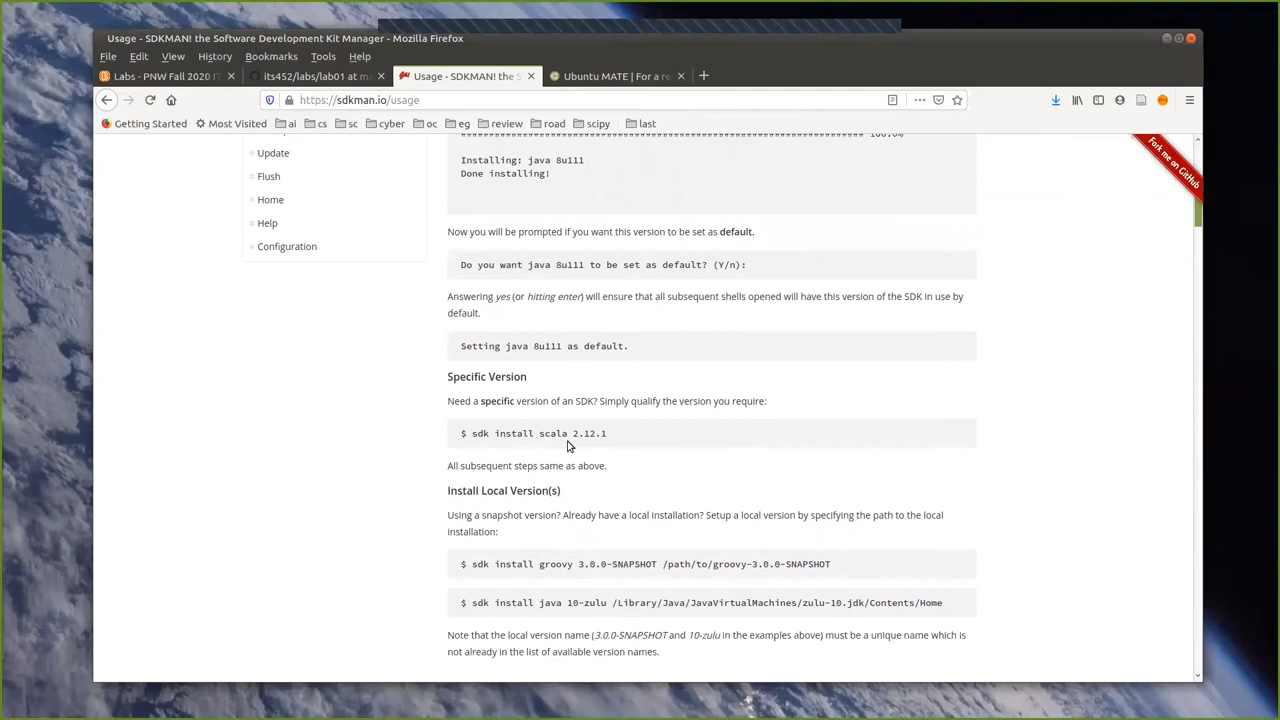 Usage - SDKMAN! the Software Development Kit Manager - Mozilla Firefox
File Edit View History Bookmarks Tools Help
Labs - PNW Fall 2020 IT
its452/labs/lab01 at ma
Usage - SDKMAN! the S
Ubuntu MATE | For a re
https://sdkman.io/usage
Getting Started Most Visited ai cs sc cyber oc eg review road scipy last
Fork me on GitHub
Update
Flush
Home
Help
Configuration
Installing: java 8u111
Done installing!
Now you will be prompted if you want this version to be set as default.
Do you want java 8u111 to be set as default? (Y/n):
Answering yes (or hitting enter) will ensure that all subsequent shells opened will have this version of the SDK in use by
default.
Setting java 8u111 as default.
Specific Version
Need a specific version of an SDK? Simply qualify the version you require:
$ sdk install scala 2.12.1
All subsequent steps same as above.
Install Local Version(s)
Using a snapshot version? Already have a local installation? Setup a local version by specifying the path to the local
installation:
$ sdk install groovy 3.0.0-SNAPSHOT /path/to/groovy-3.0.0-SNAPSHOT
$ sdk install java 10-zulu /Library/Java/JavaVirtualMachines/zulu-10.jdk/Contents/Home
Note that the local version name (3.0.0-SNAPSHOT and 10-zulu in the examples above) must be a unique name which is
not already in the list of available version names.